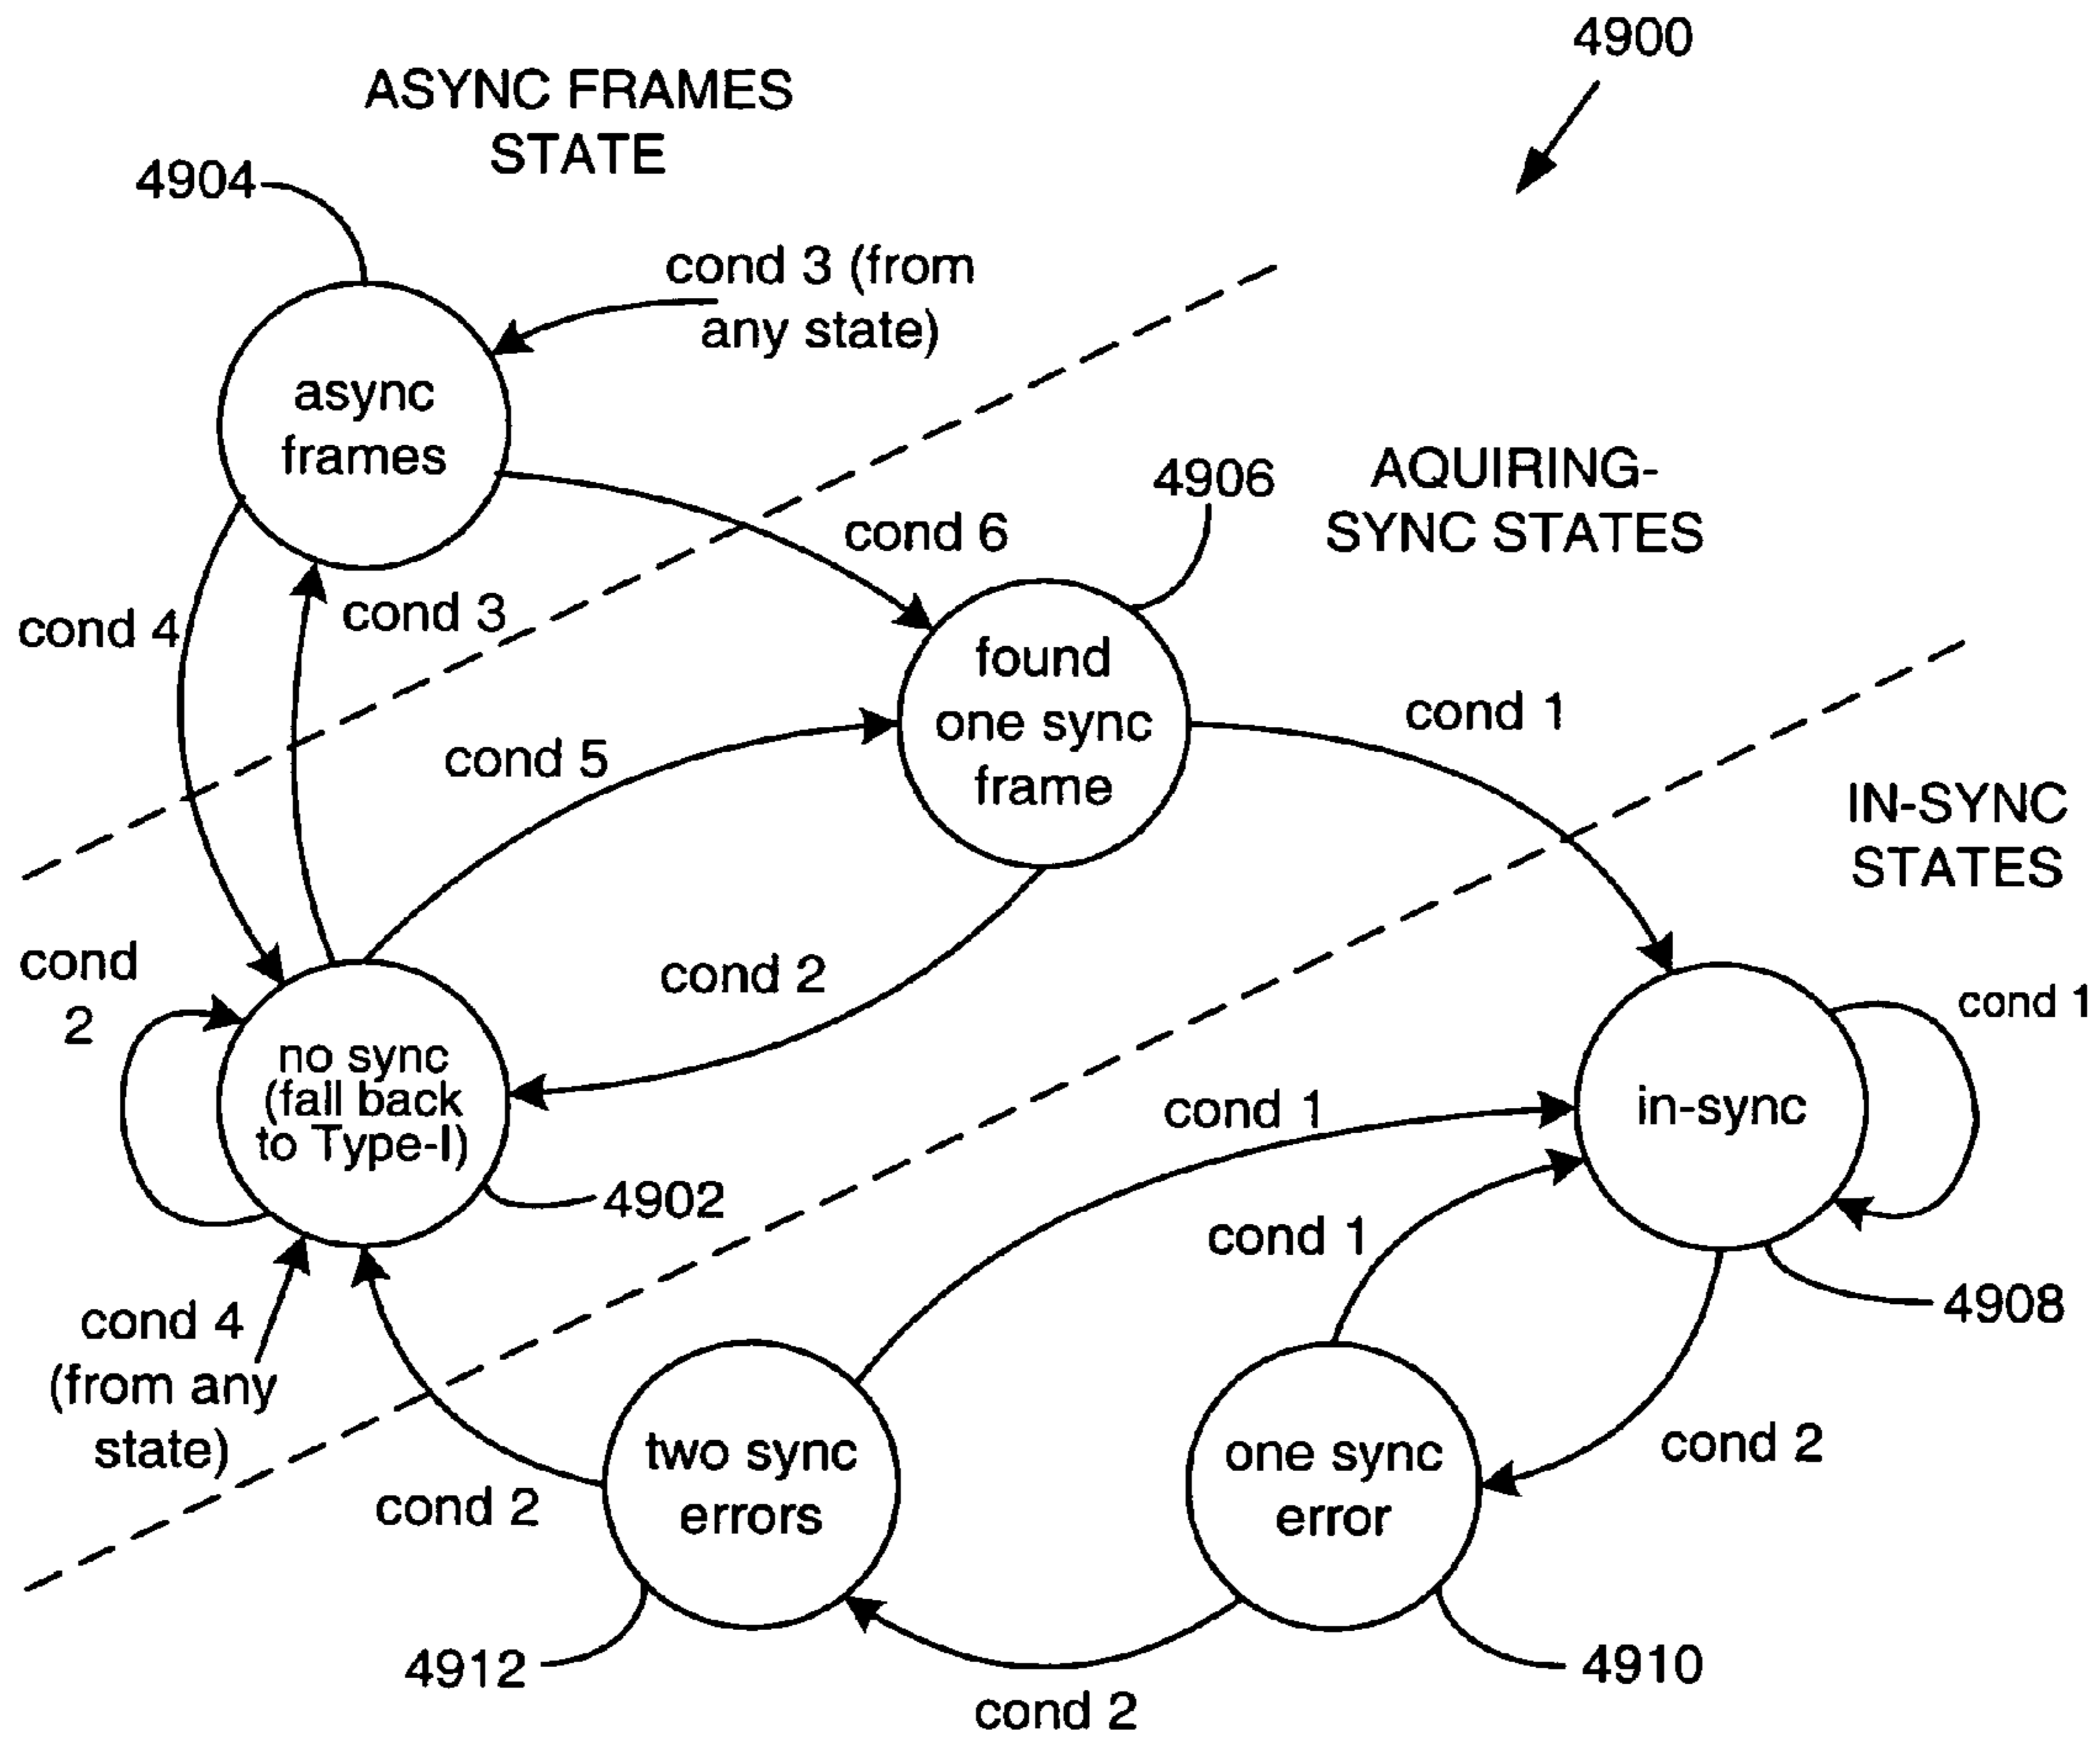 4900
ASYNC FRAMES
STATE
4904
cond 3 (from
any state)
async
frames
4906
AQUIRING-
SYNC STATES
cond 6
cond 4
cond 3
found
one sync
frame
cond 5
cond 1
IN-SYNC
STATES
cond
2
cond 2
cond 1
no sync
(fall back
to Type-I)
cond 1
in-sync
4902
cond 1
4908
cond 4
(from any
state)
cond 2
two sync
errors
one sync
error
cond 2
4912
4910
cond 2